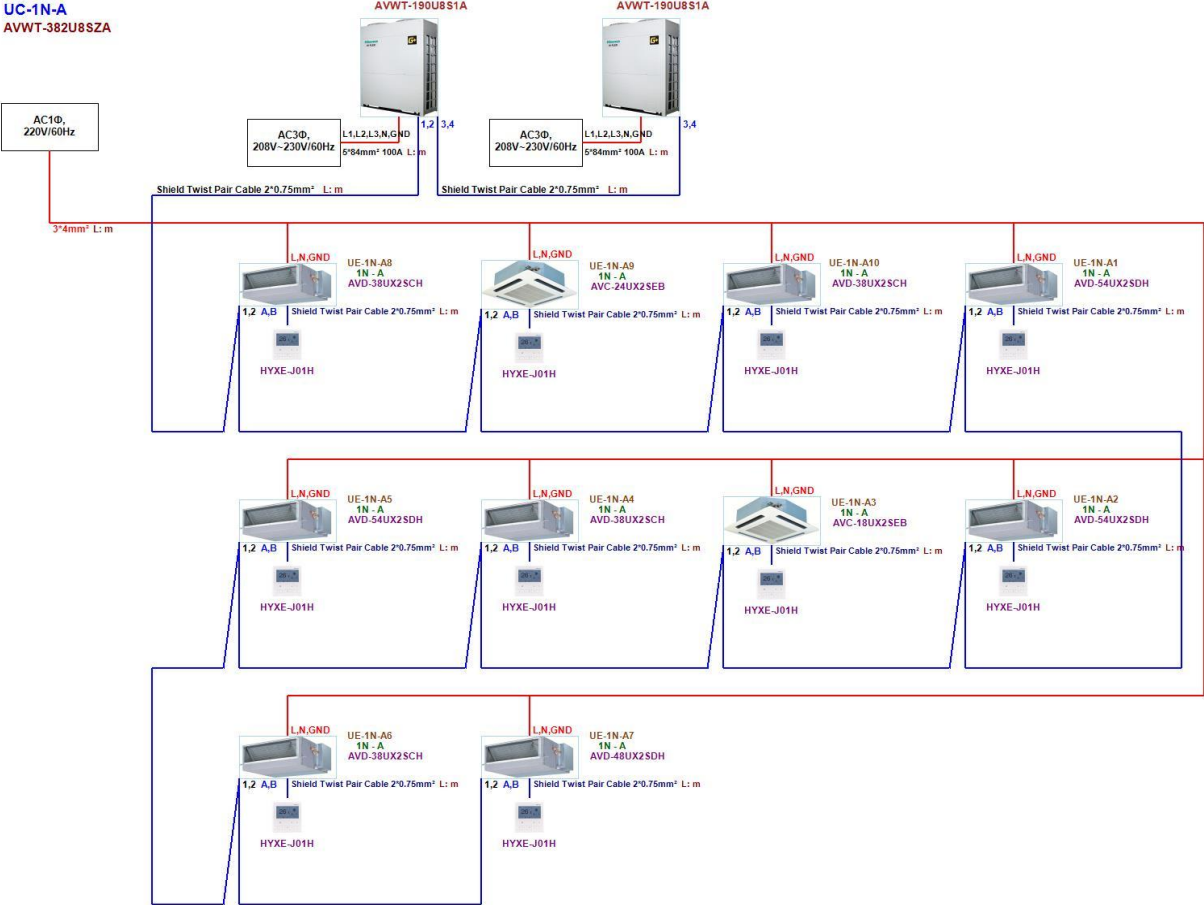 UC-1N-A
AVWT-382U8SZA
AVWT-190U8S1A
AVWT-190U8S1A
AC1Φ,
220V/60Hz
AC3Φ,
208V~230V/60Hz
L1,L2,L3,N,GND
5*84mm² 100A L: m
1,2 3,4
AC3Φ,
208V~230V/60Hz
L1,L2,L3,N,GND
5*84mm² 100A L: m
3,4
Shield Twist Pair Cable 2*0.75mm² L: m
Shield Twist Pair Cable 2*0.75mm² L: m
3*4mm² L: m
L,N,GND
UE-1N-A8
1N - A
AVD-38UX2SCH
1,2 A,B Shield Twist Pair Cable 2*0.75mm² L: m
HYXE-J01H
L,N,GND
UE-1N-A9
1N - A
AVC-24UX2SEB
1,2 A,B Shield Twist Pair Cable 2*0.75mm² L: m
HYXE-J01H
L,N,GND
UE-1N-A10
1N - A
AVD-38UX2SCH
1,2 A,B Shield Twist Pair Cable 2*0.75mm² L: m
HYXE-J01H
L,N,GND
UE-1N-A1
1N - A
AVD-54UX2SDH
1,2 A,B Shield Twist Pair Cable 2*0.75mm² L: m
HYXE-J01H
L,N,GND
UE-1N-A5
1N - A
AVD-54UX2SDH
1,2 A,B Shield Twist Pair Cable 2*0.75mm² L: m
HYXE-J01H
L,N,GND
UE-1N-A4
1N - A
AVD-38UX2SCH
1,2 A,B Shield Twist Pair Cable 2*0.75mm² L: m
HYXE-J01H
L,N,GND
UE-1N-A3
1N - A
AVC-18UX2SEB
1,2 A,B Shield Twist Pair Cable 2*0.75mm² L: m
HYXE-J01H
L,N,GND
UE-1N-A2
1N - A
AVD-54UX2SDH
1,2 A,B Shield Twist Pair Cable 2*0.75mm² L: m
HYXE-J01H
L,N,GND
UE-1N-A6
1N - A
AVD-38UX2SCH
1,2 A,B Shield Twist Pair Cable 2*0.75mm² L: m
HYXE-J01H
L,N,GND
UE-1N-A7
1N - A
AVD-48UX2SDH
1,2 A,B Shield Twist Pair Cable 2*0.75mm² L: m
HYXE-J01H